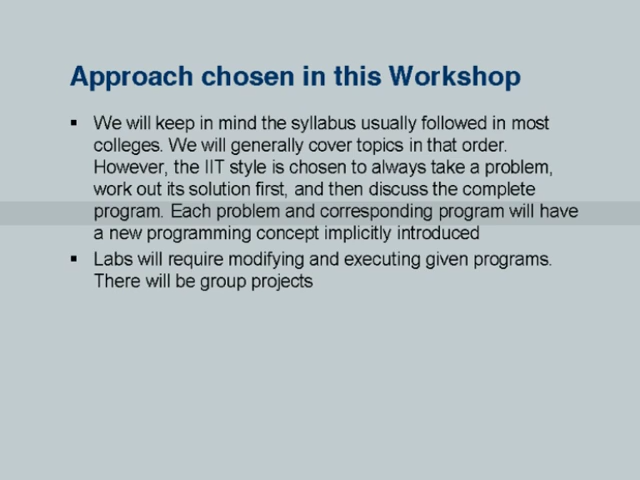 Approach chosen in this Workshop
▪ We will keep in mind the syllabus usually followed in most
colleges. We will generally cover topics in that order.
However, the IIT style is chosen to always take a problem,
work out its solution first, and then discuss the complete
program. Each problem and corresponding program will have
a new programming concept implicitly introduced
▪ Labs will require modifying and executing given programs.
There will be group projects